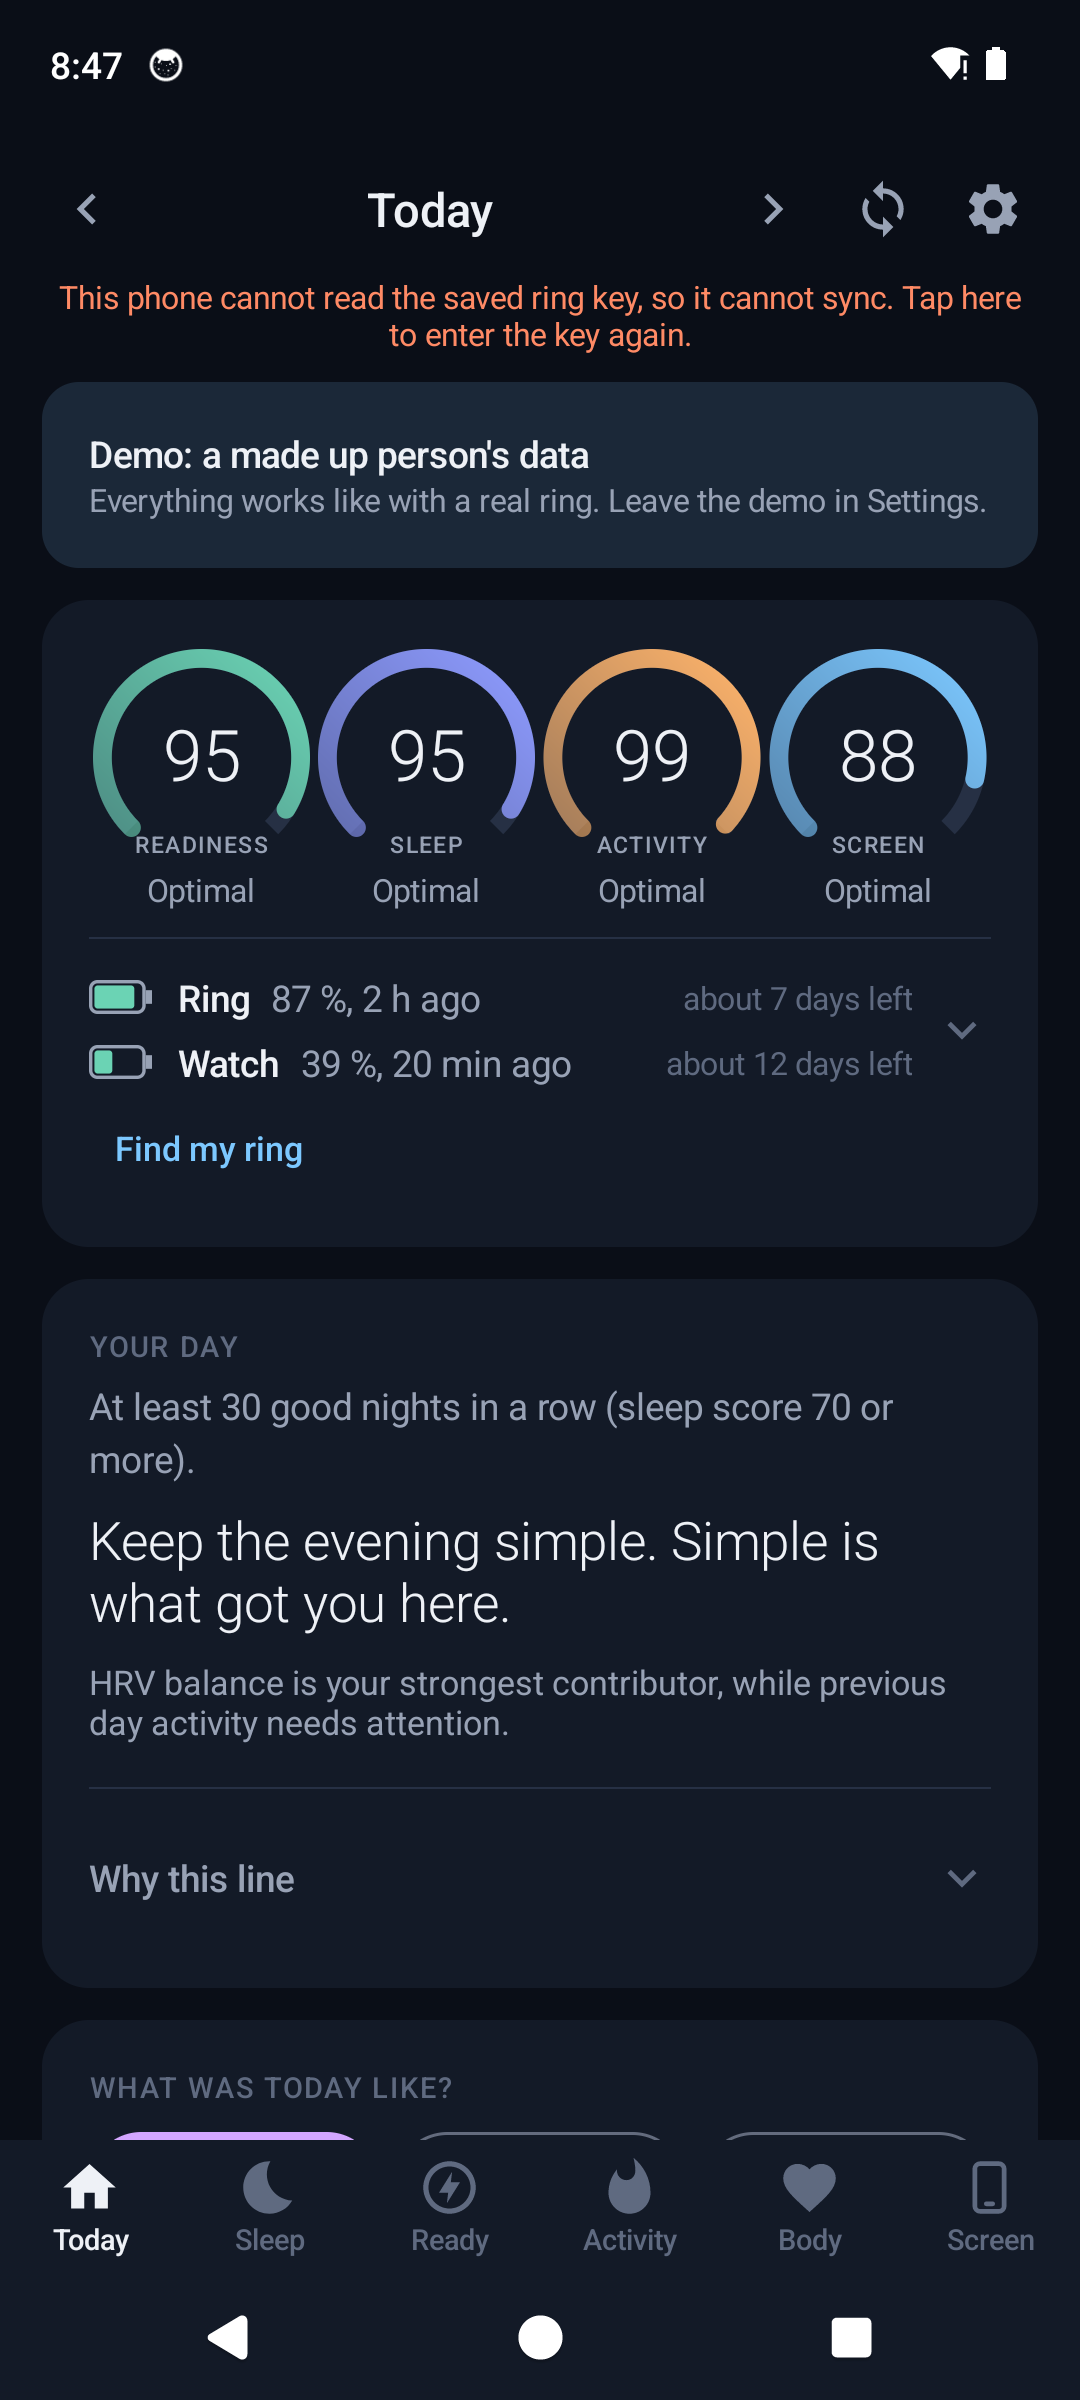 8:47
Today
This phone cannot read the saved ring key, so it cannot sync. Tap here
to enter the key again.
Demo: a made up person's data
Everything works like with a real ring. Leave the demo in Settings.
95
95
99
88
READINESS
SLEEP
ACTIVITY
SCREEN
Optimal
Optimal
Optimal
Optimal
Ring 87 %, 2 h ago about 7 days left
Watch 39 %, 20 min ago about 12 days left
Find my ring
YOUR DAY
At least 30 good nights in a row (sleep score 70 or
more).
Keep the evening simple. Simple is
what got you here.
HRV balance is your strongest contributor, while previous
day activity needs attention.
Why this line
WHAT WAS TODAY LIKE?
Today
Sleep
Ready
Activity
Body
Screen